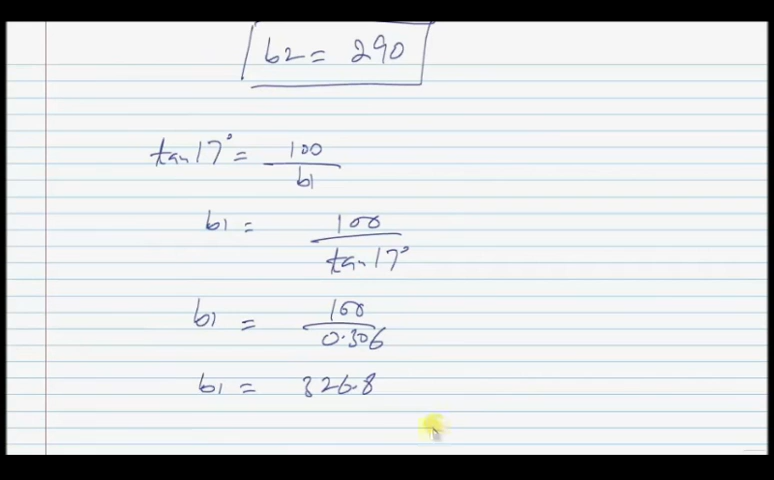 b2 = 290
tan 17° = 100 / b1
b1 = 100 / tan 17°
b1 = 100 / 0.306
b1 = 326.8